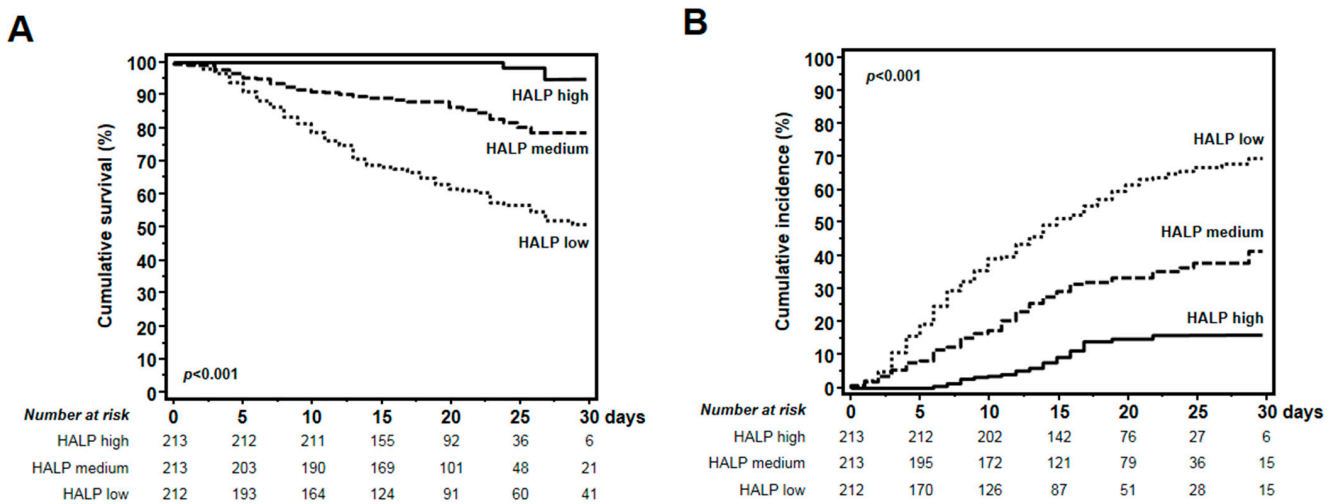 A
Cumulative survival (%)
100
90
80
70
60
50
40
30
20
10
0
HALP high
HALP medium
HALP low
p<0.001
0 5 10 15 20 25 30 days
Number at risk
HALP high 213 212 211 155 92 36 6
HALP medium 213 203 190 169 101 48 21
HALP low 212 193 164 124 91 60 41
B
Cumulative incidence (%)
100
90
80
70
60
50
40
30
20
10
0
p<0.001
HALP low
HALP medium
HALP high
0 5 10 15 20 25 30 days
Number at risk
HALP high 213 212 202 142 76 27 6
HALP medium 213 195 172 121 79 36 15
HALP low 212 170 126 87 51 28 15